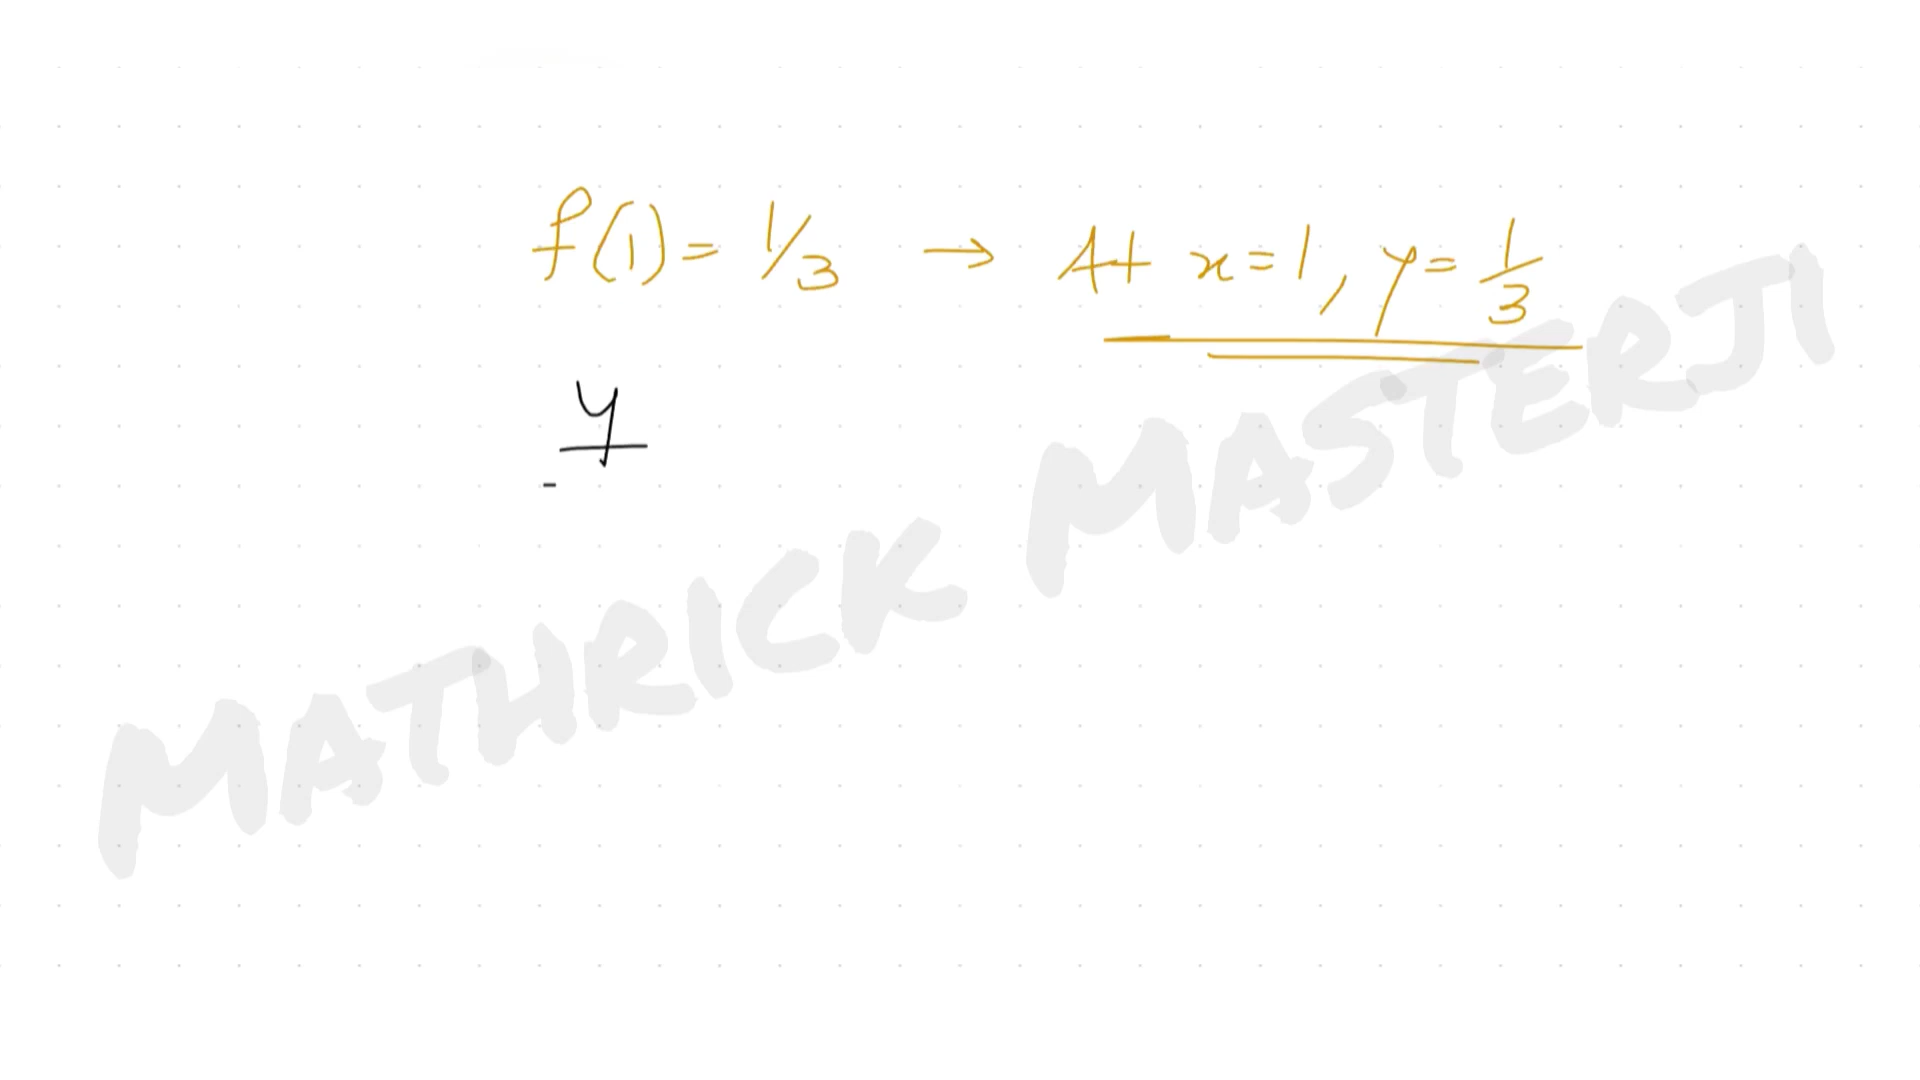 f(1) = 1/3 → At x=1, y= 1/3
y
-
MATHRICK MASTERJI